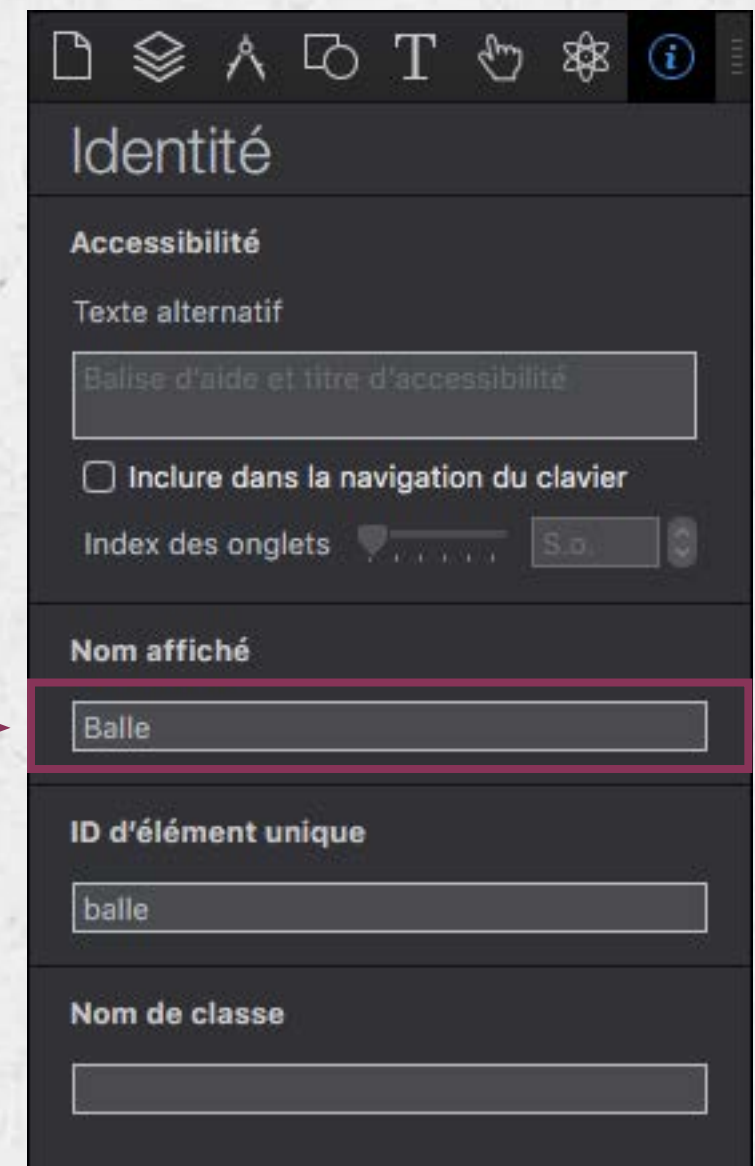 Identité
Accessibilité
Texte alternatif
Balise d'aide et titre d'accessibilité
Inclure dans la navigation du clavier
Index des onglets S.o.
Nom affiché
Balle
ID d'élément unique
balle
Nom de classe